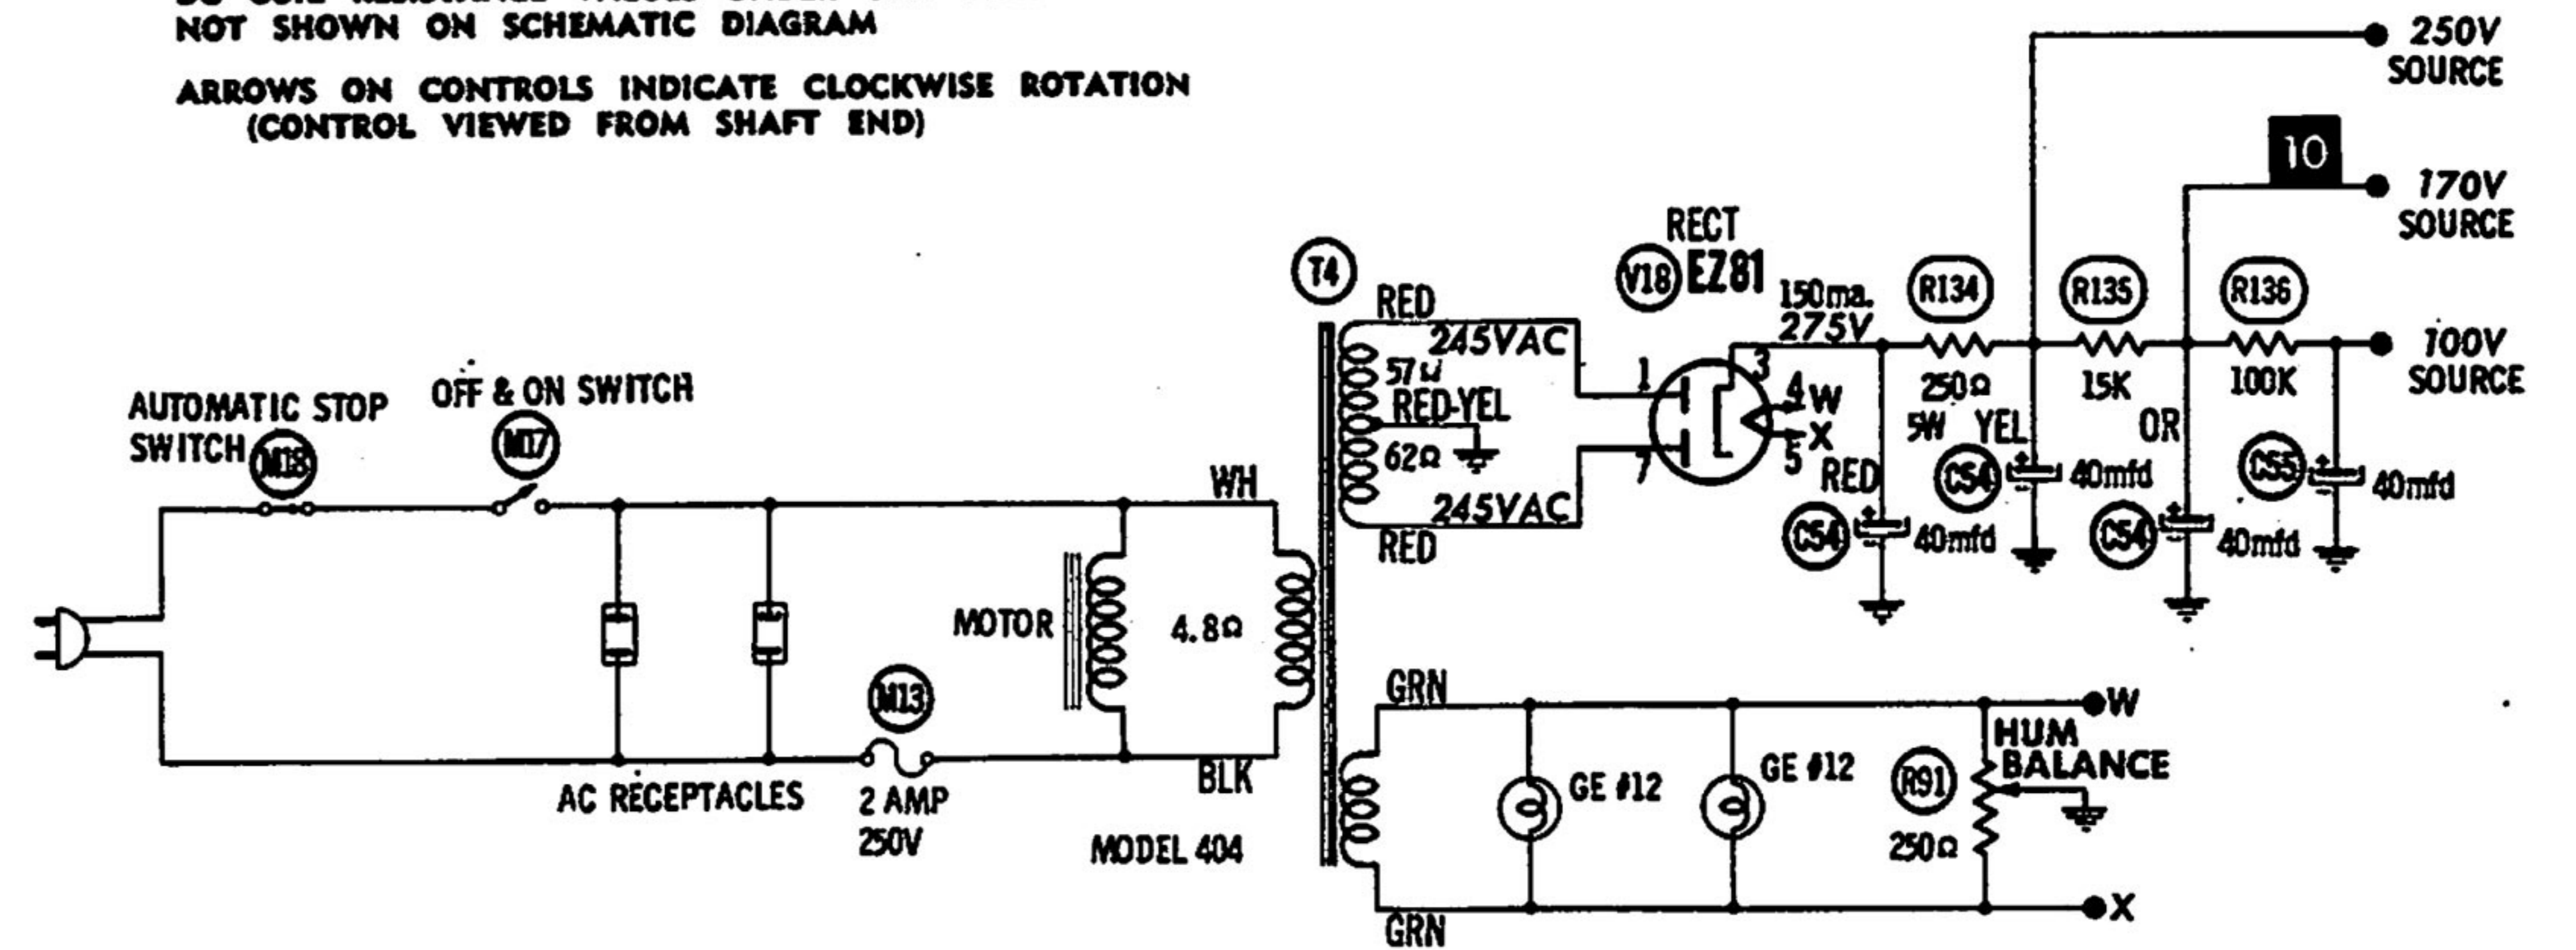 NOT SHOWN ON SCHEMATIC DIAGRAM
ARROWS ON CONTROLS INDICATE CLOCKWISE ROTATION
(CONTROL VIEWED FROM SHAFT END)
250V
SOURCE
10
170V
SOURCE
RECT
V18 EZ81
T4
RED
245VAC
57Ω
RED-YEL
62Ω
245VAC
RED
1
7
3
4 W
5 X
150ma.
275V
R134
250Ω
5W
R135
15K
R136
100K
100V
SOURCE
RED
C54
40mfd
YEL
C54
40mfd
OR
C54
40mfd
C55
40mfd
AUTOMATIC STOP
SWITCH
M18
OFF & ON SWITCH
M17
WH
MOTOR
4.8Ω
M13
2 AMP
250V
AC RECEPTACLES
BLK
MODEL 404
GRN
GE #12
GE #12
R91
250Ω
HUM
BALANCE
W
X
GRN